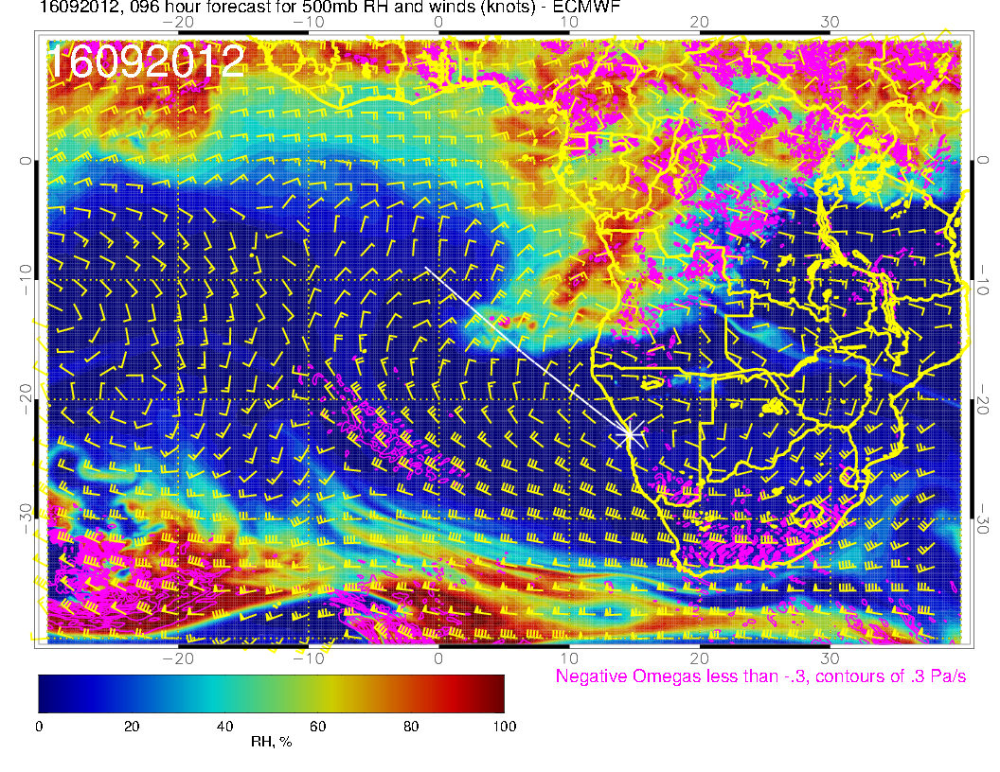 16092012, 096 hour forecast for 500mb RH and winds (knots) - ECMWF
−20 −10 0 10 20 30
16092012
0 0
−10 −10
−20 −20
−30 −30
−20 −10 0 10 20 30
Negative Omegas less than -.3, contours of .3 Pa/s
0 20 40 60 80 100
RH, %